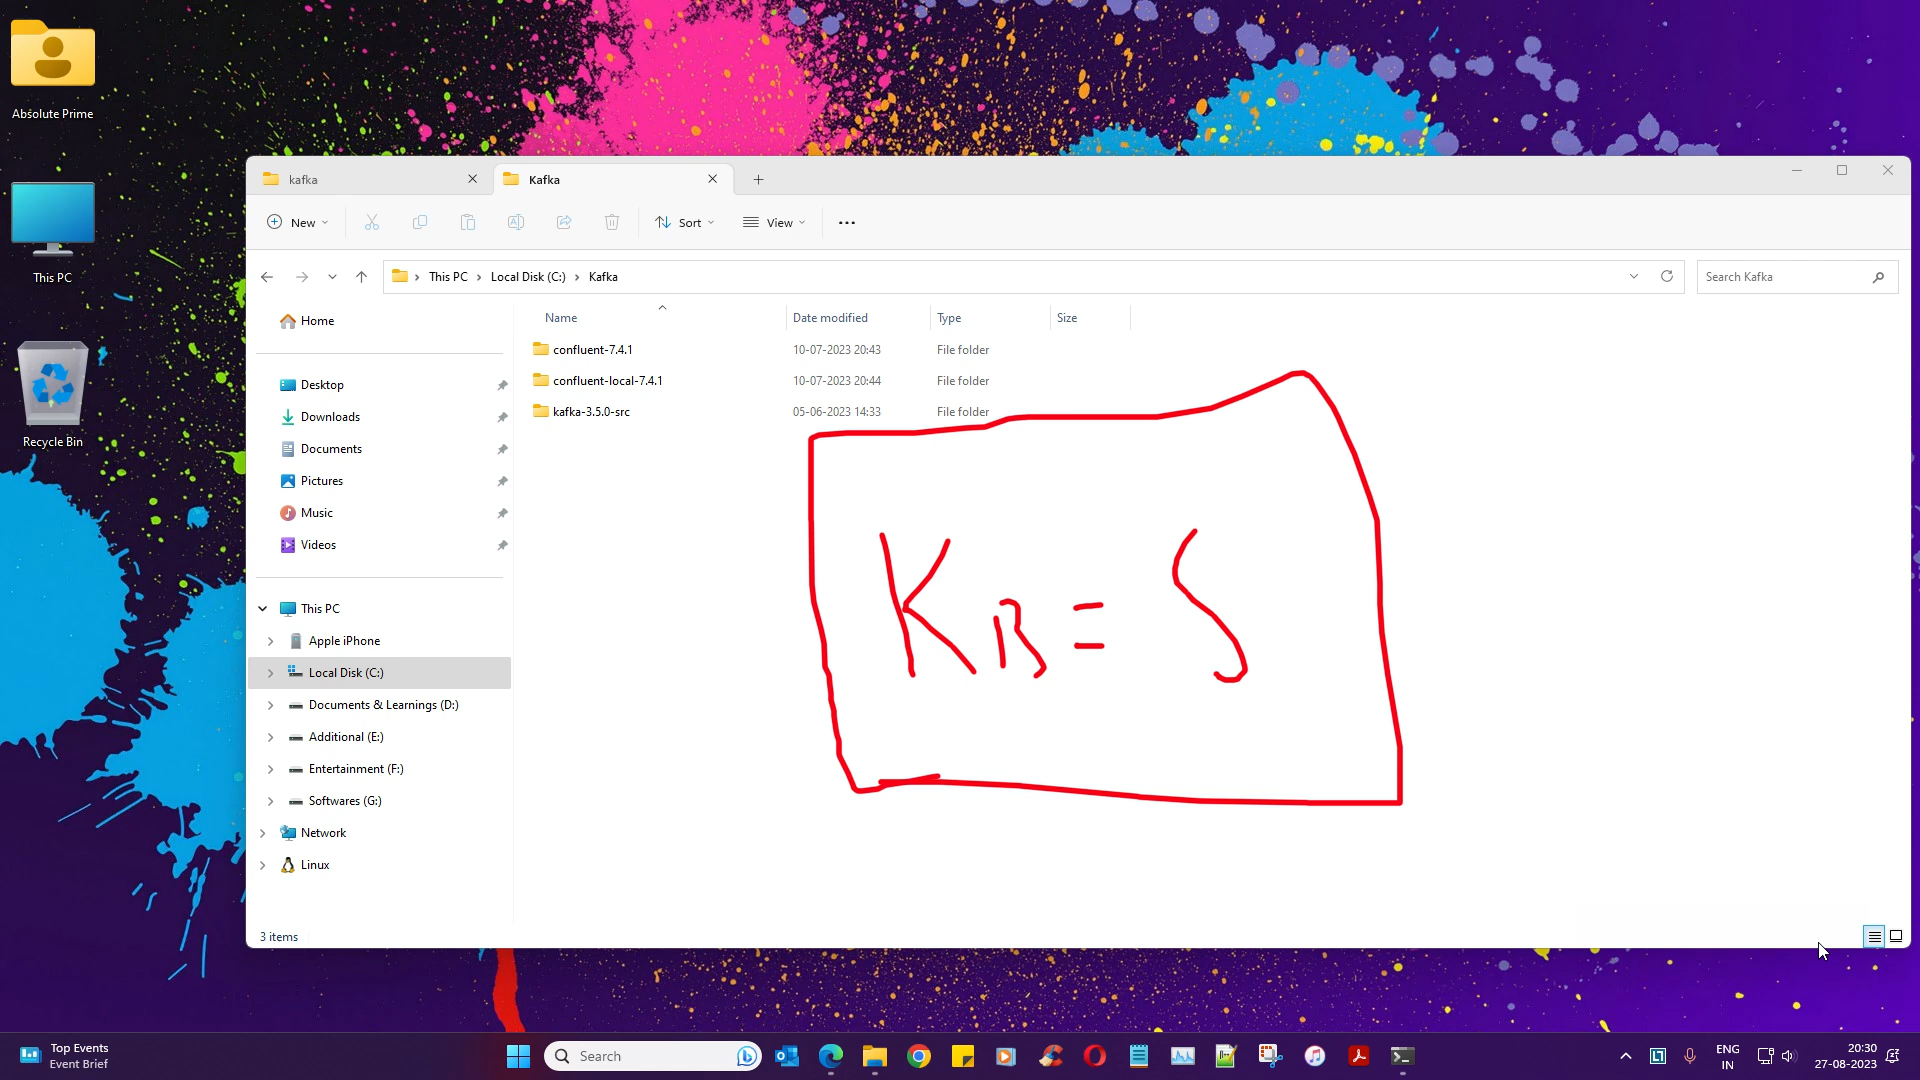 Absolute Prime
This PC
Recycle Bin
kafka
Kafka
New
Sort
View
This PC
Local Disk (C:)
Kafka
Search Kafka
Home
Desktop
Downloads
Documents
Pictures
Music
Videos
This PC
Apple iPhone
Local Disk (C:)
Documents & Learnings (D:)
Additional (E:)
Entertainment (F:)
Softwares (G:)
Network
Linux
Name Date modified Type Size
confluent-7.4.1 10-07-2023 20:43 File folder
confluent-local-7.4.1 10-07-2023 20:44 File folder
kafka-3.5.0-src 05-06-2023 14:33 File folder
KR = S
3 items
Top Events
Event Brief
Search
ENG
IN
20:30
27-08-2023